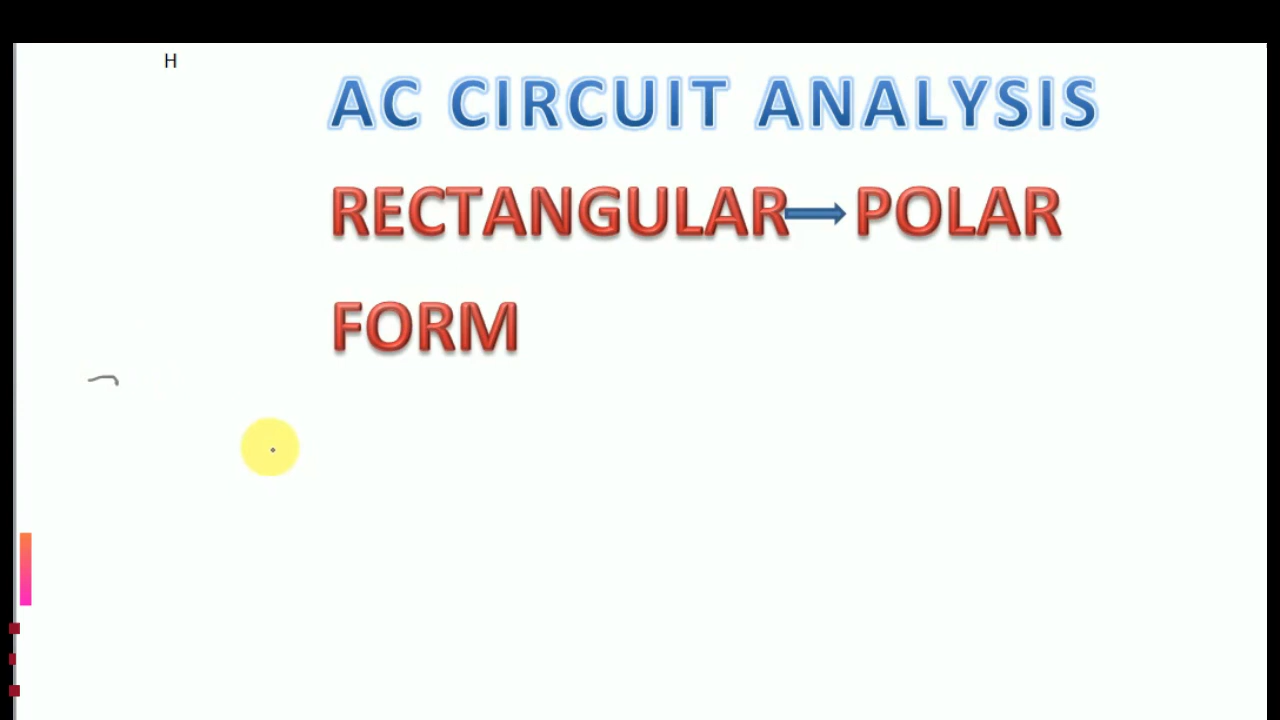 H
AC CIRCUIT ANALYSIS
RECTANGULAR→POLAR
FORM